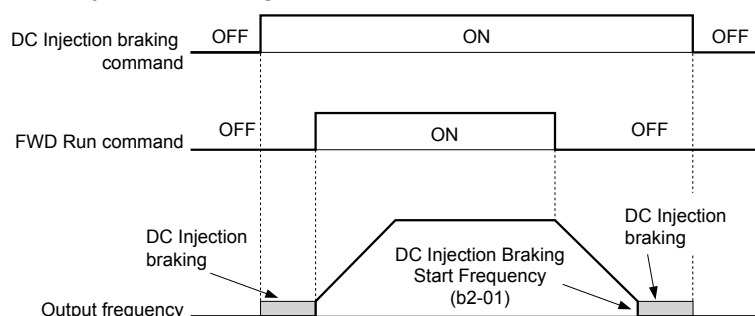 DC Injection braking
command
OFF
ON
OFF
FWD Run command
OFF
ON
OFF
DC Injection
braking
DC Injection Braking
Start Frequency
(b2-01)
DC Injection
braking
Output frequency